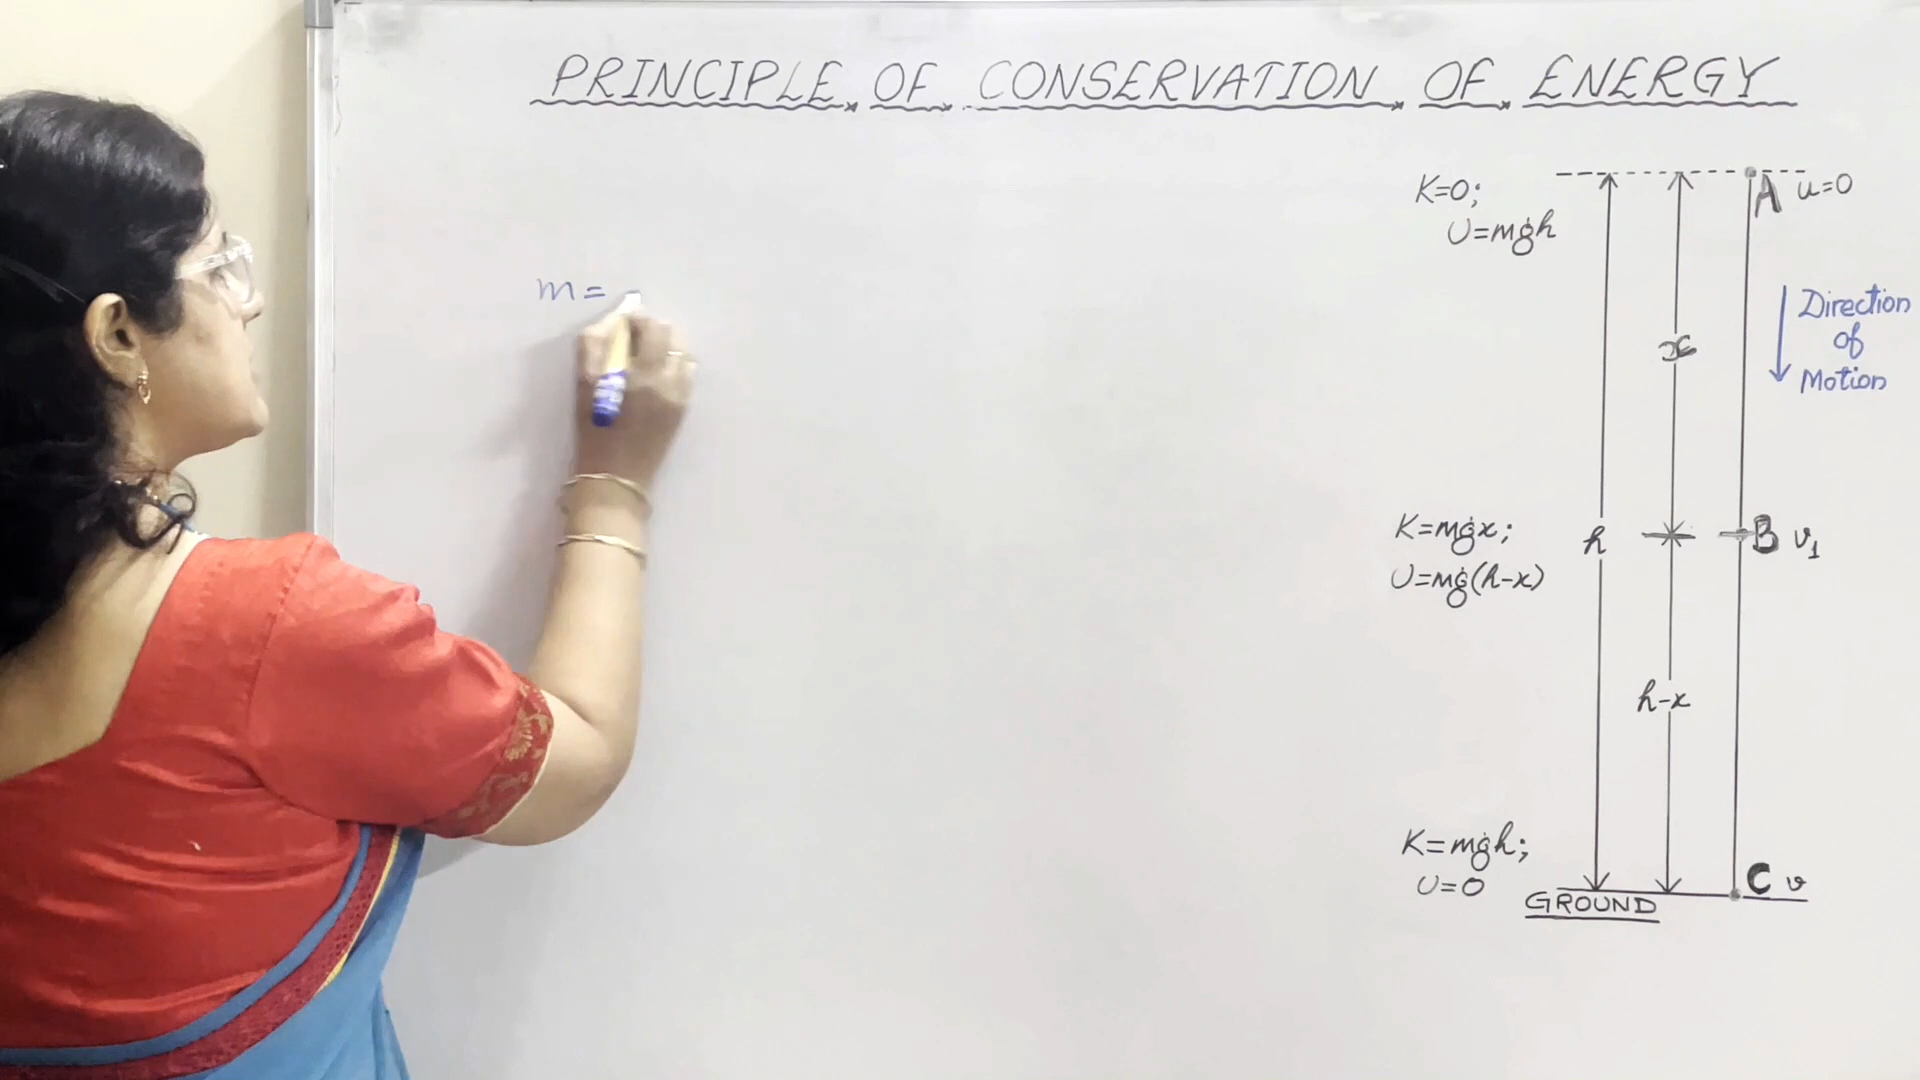 PRINCIPLE OF CONSERVATION OF ENERGY
K=0;
U=mgh
A u=0
m=
Direction
of
Motion
x
K=mgx;
U=mg(h-x)
h
B v₁
h-x
K=mgh;
U=0
C v
GROUND